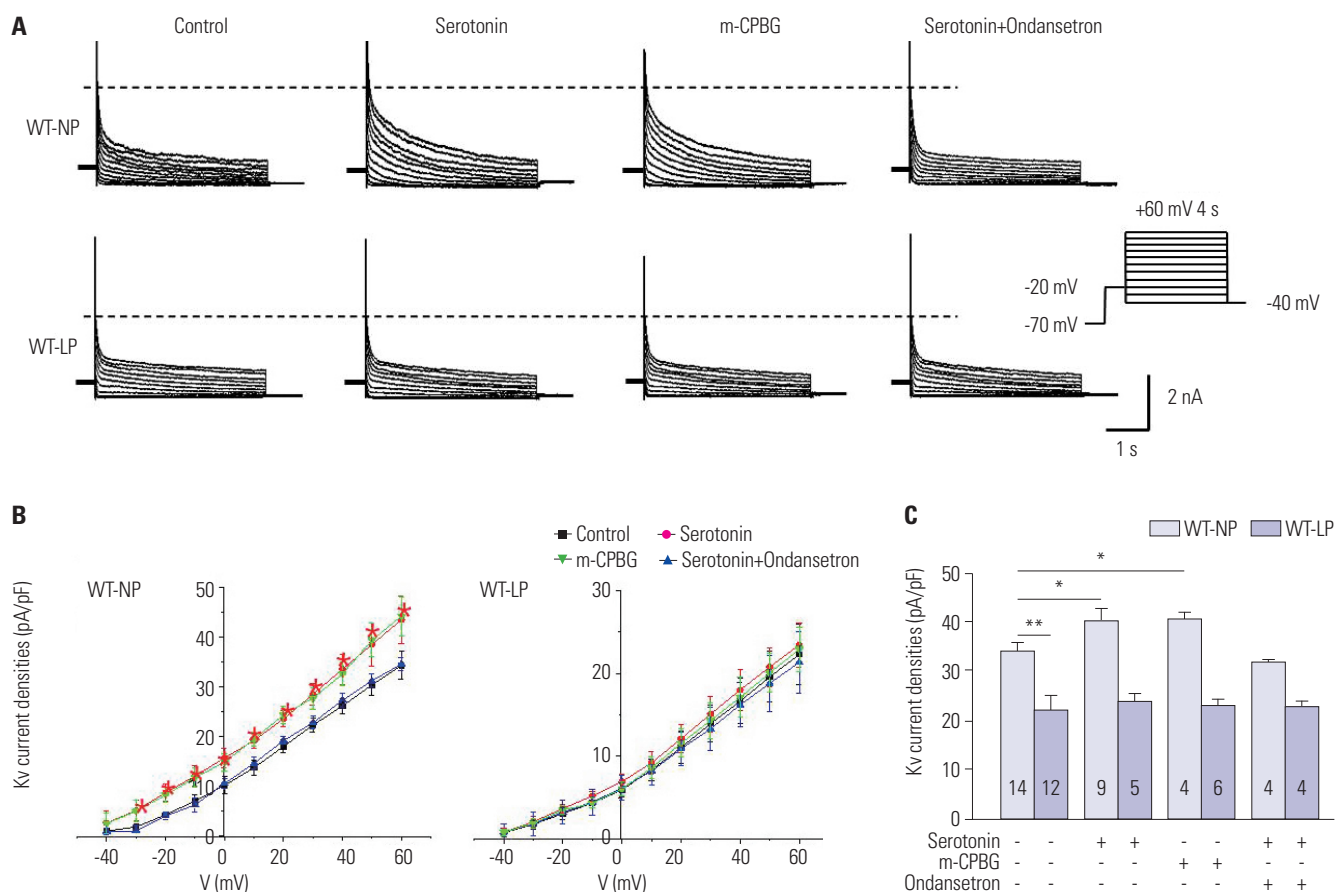 A
Control Serotonin m-CPBG Serotonin+Ondansetron
WT-NP
WT-LP
+60 mV 4 s
-20 mV
-40 mV
-70 mV
2 nA
1 s
B
Control Serotonin
m-CPBG Serotonin+Ondansetron
WT-NP
Kv current densities (pA/pF)
50
40
30
20
10
0
-40 -20 0 20 40 60
V (mV)
WT-LP
30
20
10
0
-40 -20 0 20 40 60
V (mV)
C
WT-NP WT-LP
Kv current densities (pA/pF)
50
40
30
20
10
0
*
*
**
14 12 9 5 4 6 4 4
Serotonin - - + + - - + +
m-CPBG - - - - + + - -
Ondansetron - - - - - - + +